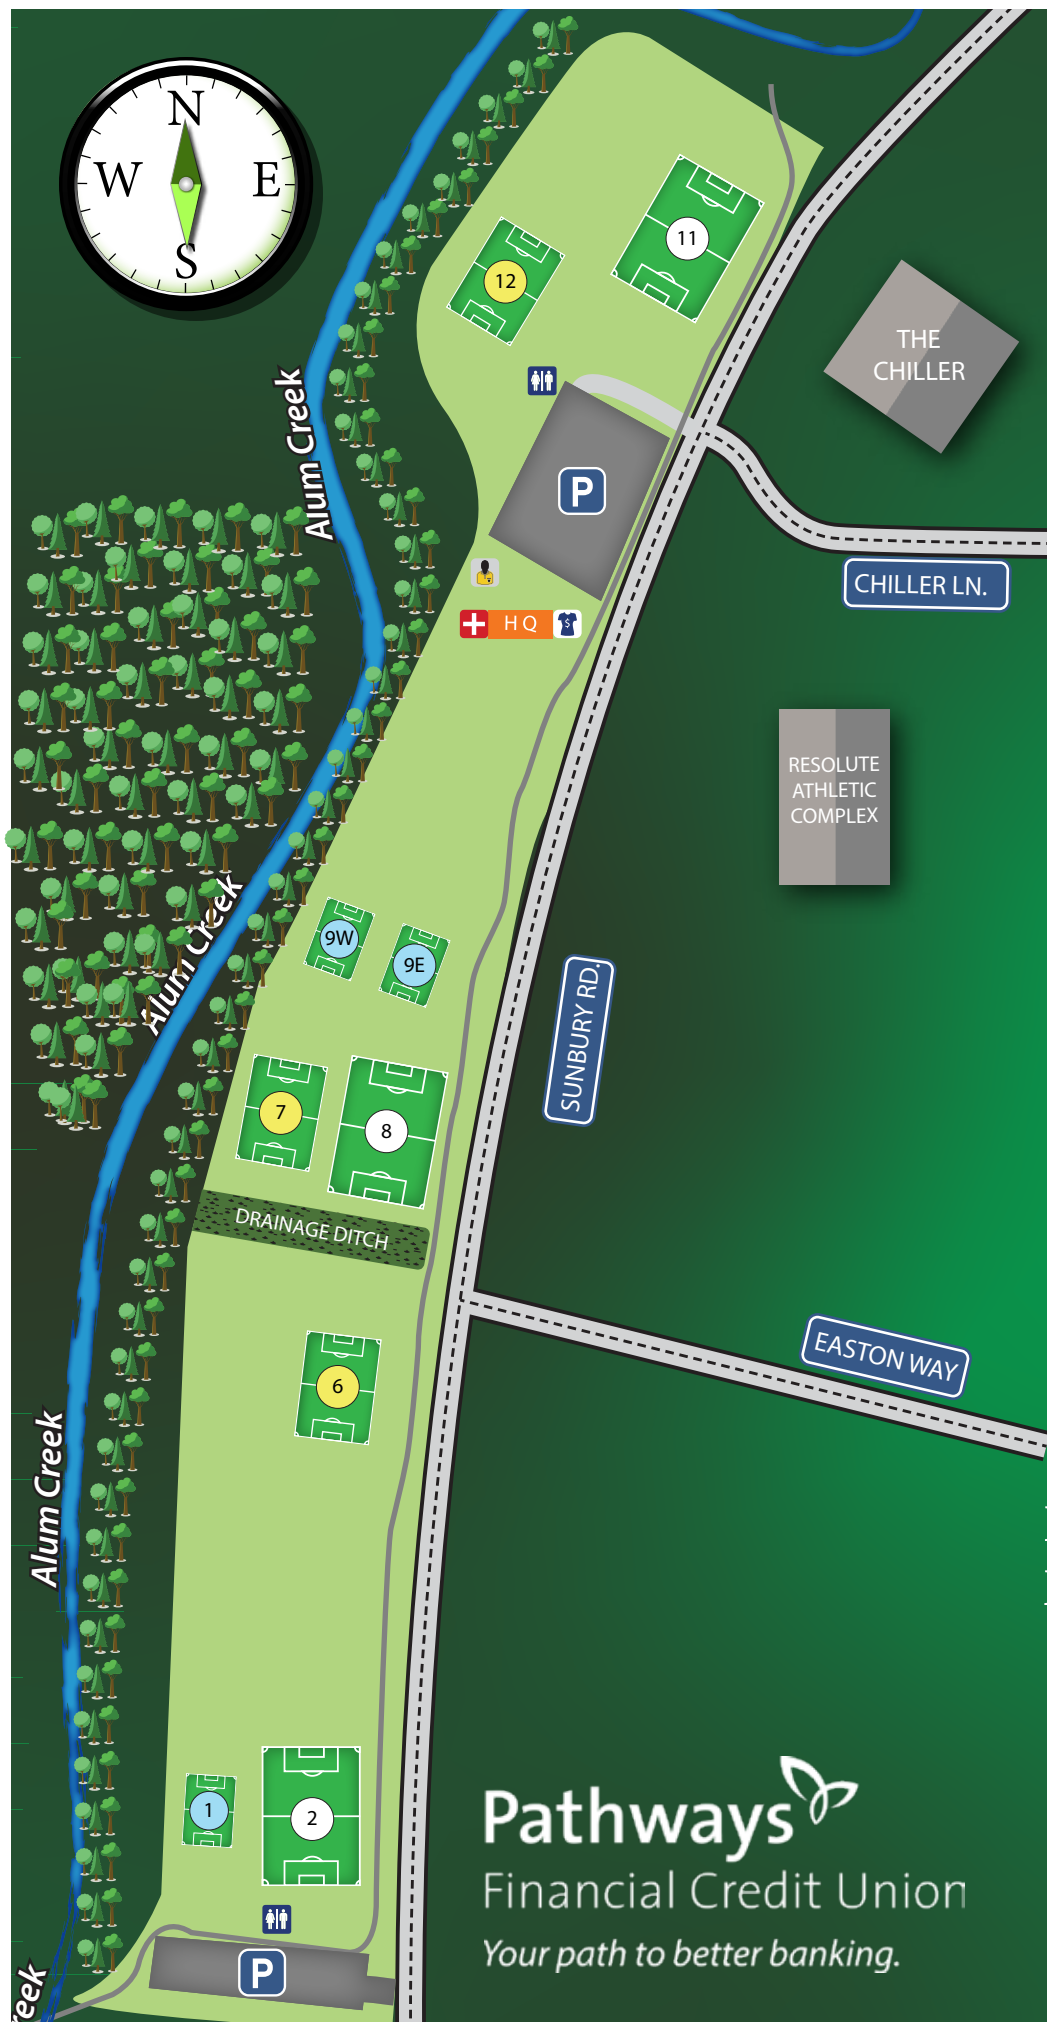 N
W
E
S
11
12
THE
CHILLER
Alum Creek
P
CHILLER LN.
HQ
$
RESOLUTE
ATHLETIC
COMPLEX
Alum Creek
9W
9E
SUNBURY RD.
7
8
DRAINAGE DITCH
EASTON WAY
6
Alum Creek
1
2
Pathways
Financial Credit Union
Your path to better banking.
P
reek